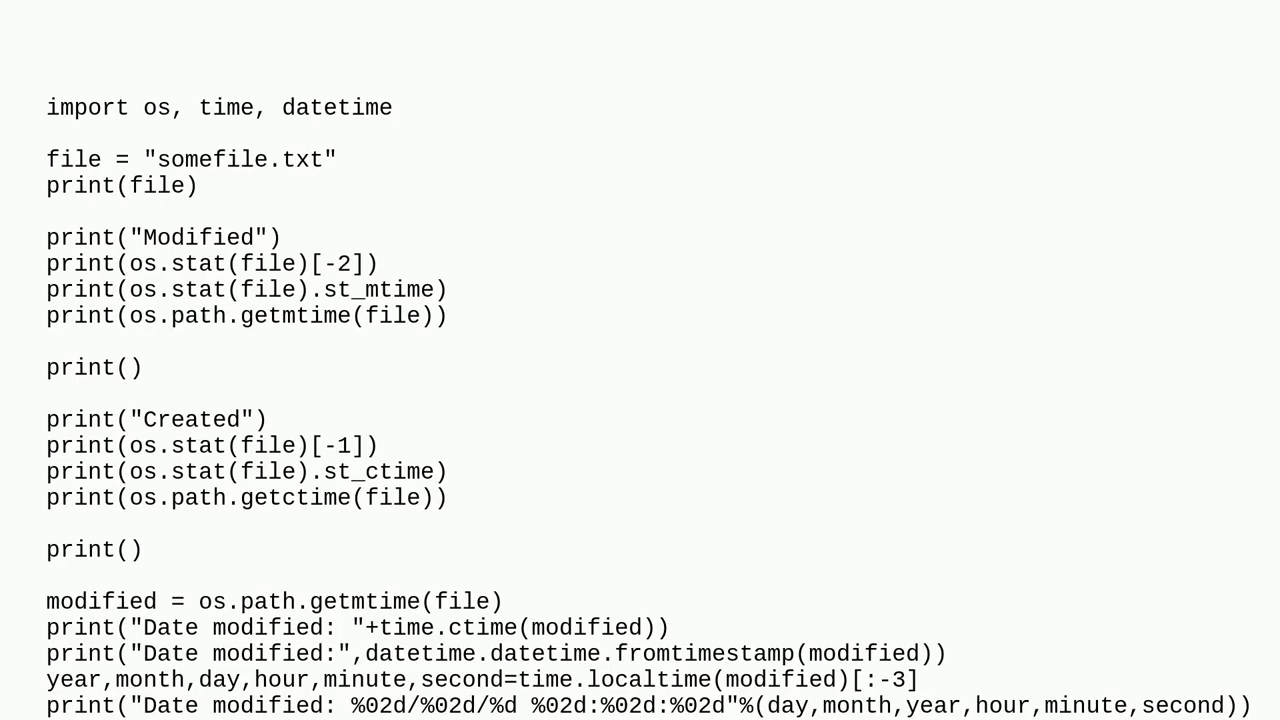 import os, time, datetime
file = "somefile.txt"
print(file)
print("Modified")
print(os.stat(file)[-2])
print(os.stat(file).st_mtime)
print(os.path.getmtime(file))
print()
print("Created")
print(os.stat(file)[-1])
print(os.stat(file).st_ctime)
print(os.path.getctime(file))
print()
modified = os.path.getmtime(file)
print("Date modified: "+time.ctime(modified))
print("Date modified:",datetime.datetime.fromtimestamp(modified))
year,month,day,hour,minute,second=time.localtime(modified)[:-3]
print("Date modified: %02d/%02d/%d %02d:%02d:%02d"%(day,month,year,hour,minute,second))